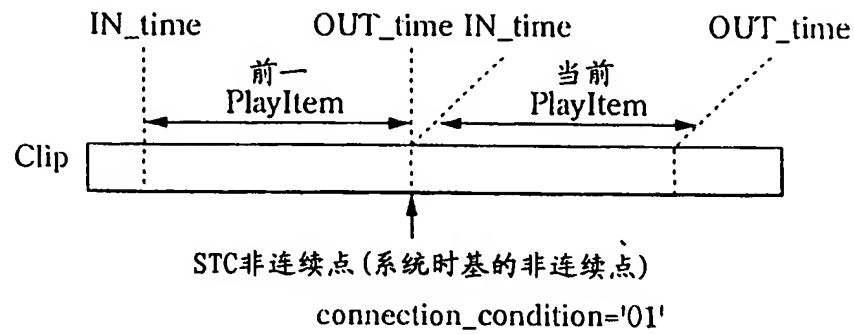 IN_time OUT_time IN_time OUT_time
前一 当前
PlayItem PlayItem
Clip
STC非连续点(系统时基的非连续点)
connection_condition='01'